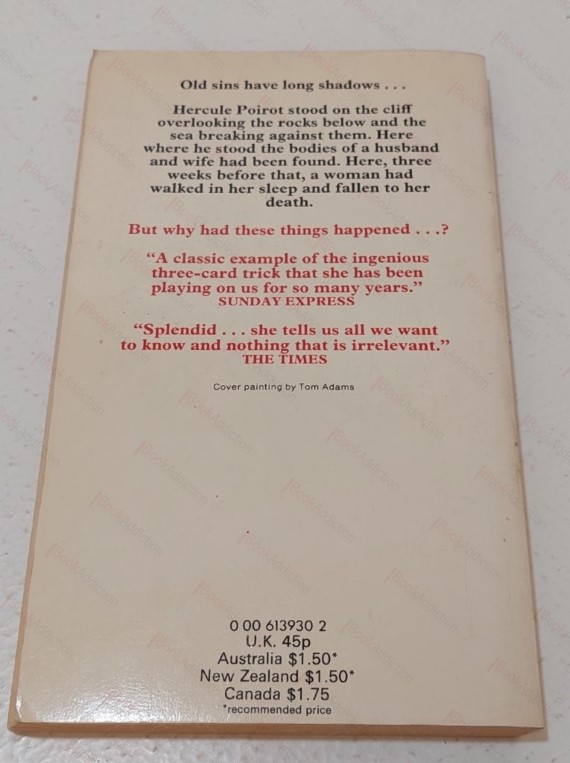 Old sins have long shadows . . .
Hercule Poirot stood on the cliff
overlooking the rocks below and the
sea breaking against them. Here
where he stood the bodies of a husband
and wife had been found. Here, three
weeks before that, a woman had
walked in her sleep and fallen to her
death.
But why had these things happened . . .?
“A classic example of the ingenious
three-card trick that she has been
playing on us for so many years.”
SUNDAY EXPRESS
“Splendid . . . she tells us all we want
to know and nothing that is irrelevant.”
THE TIMES
Cover painting by Tom Adams
0 00 613930 2
U.K. 45p
Australia $1.50*
New Zealand $1.50*
Canada $1.75
*recommended price